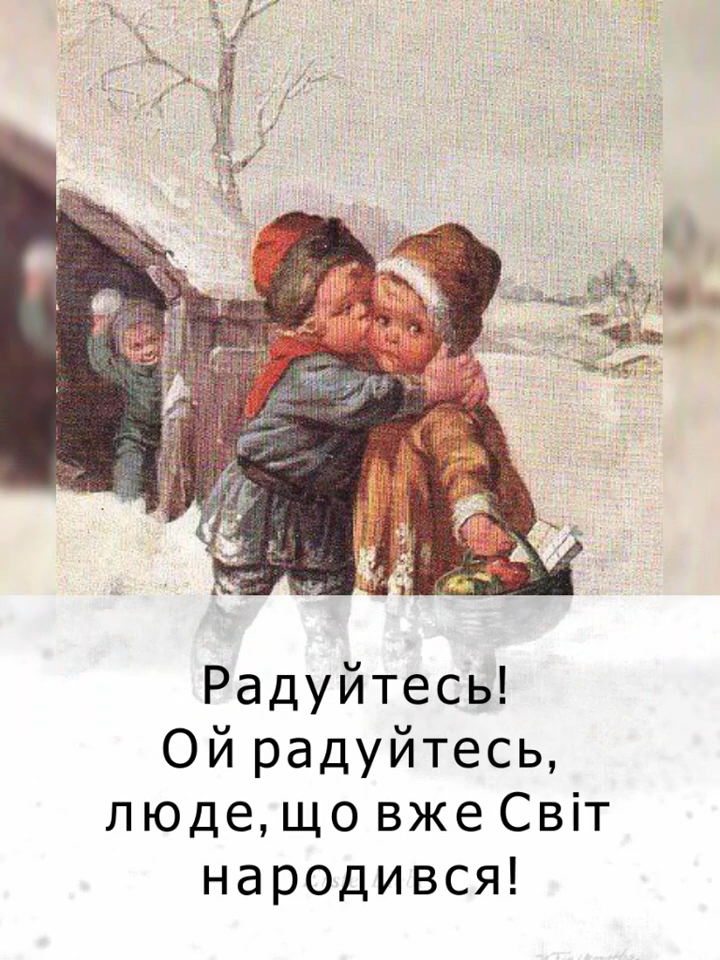 Радуйтесь!
Ой радуйтесь,
люде,що вже Світ
народився!